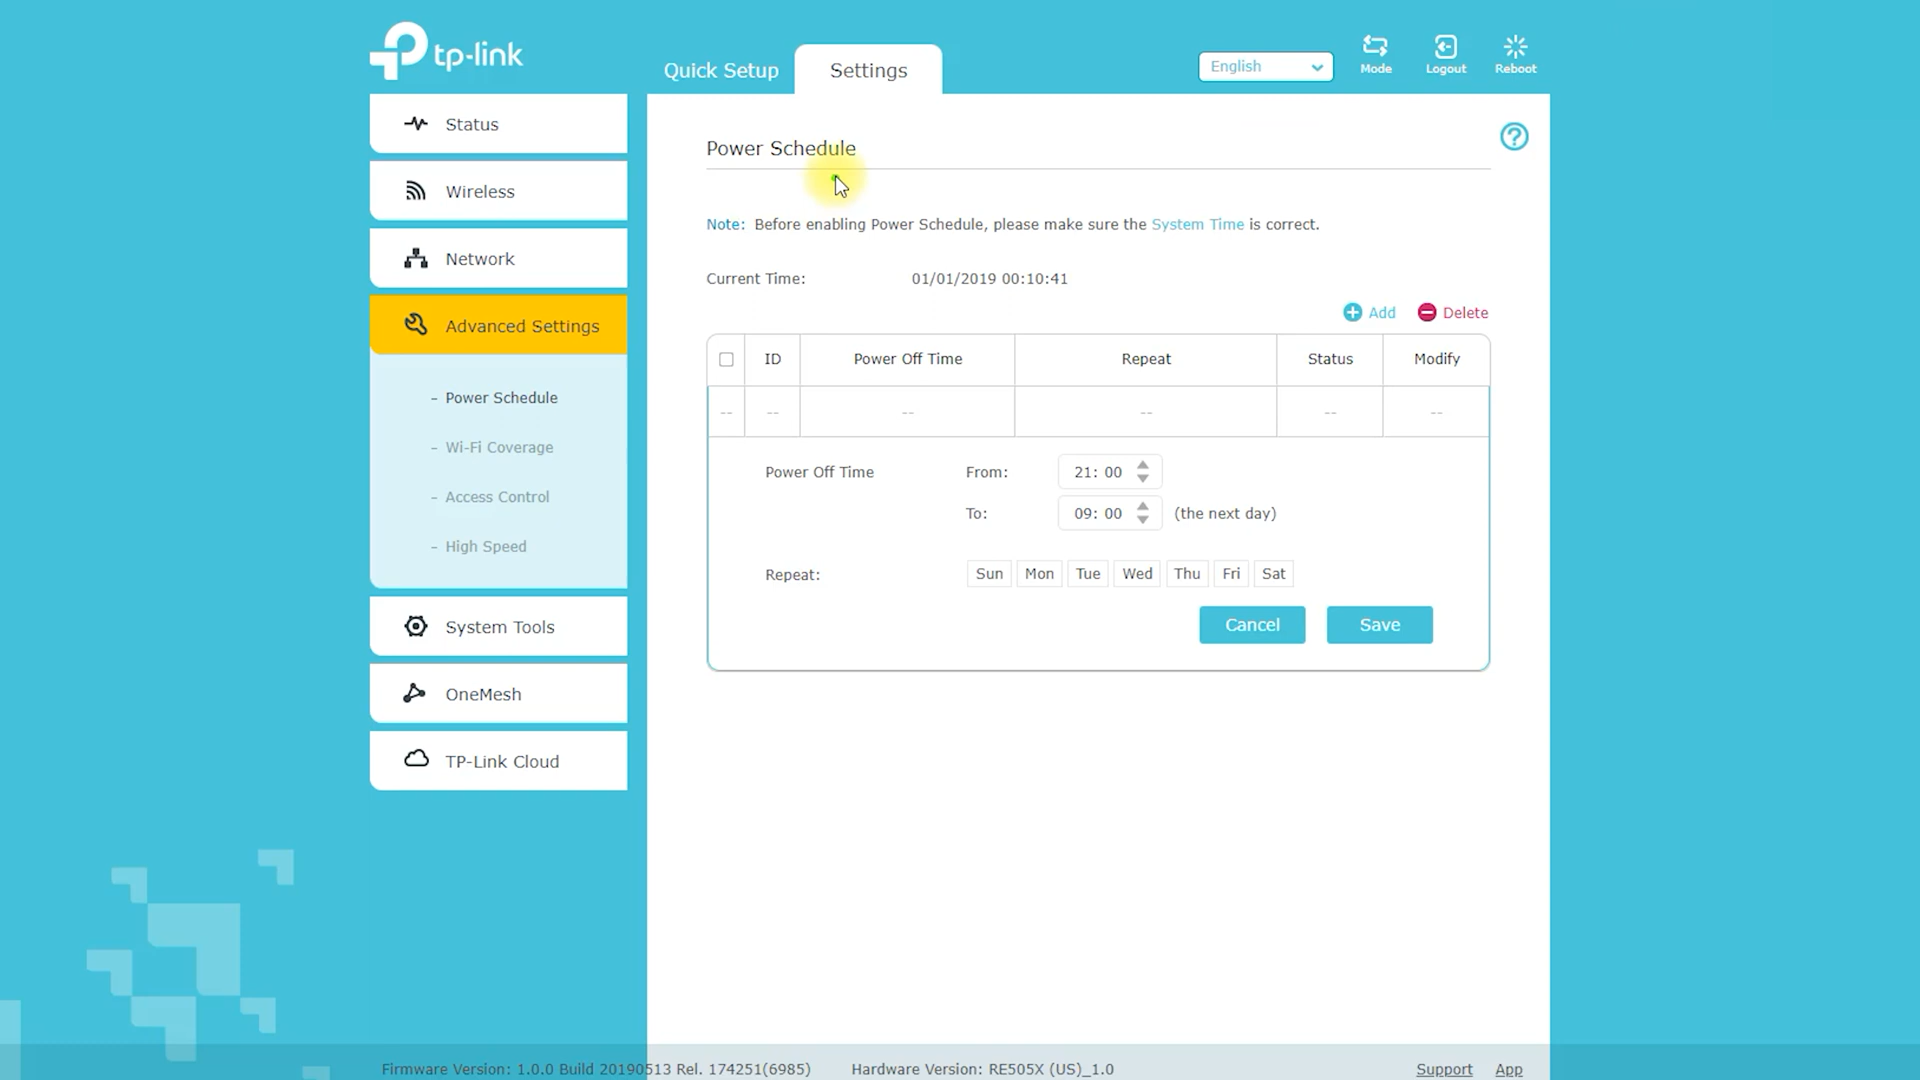 tp-link
Quick Setup
Settings
English
Mode
Logout
Reboot
Status
Wireless
Network
Advanced Settings
- Power Schedule
- Wi-Fi Coverage
- Access Control
- High Speed
System Tools
OneMesh
TP-Link Cloud
Power Schedule
?
Note: Before enabling Power Schedule, please make sure the System Time is correct.
Current Time: 01/01/2019 00:10:41
Add Delete
ID Power Off Time Repeat Status Modify
-- -- -- -- -- --
Power Off Time From: 21: 00
To: 09: 00 (the next day)
Repeat: Sun Mon Tue Wed Thu Fri Sat
Cancel Save
Firmware Version: 1.0.0 Build 20190513 Rel. 174251(6985) Hardware Version: RE505X (US)_1.0 Support App